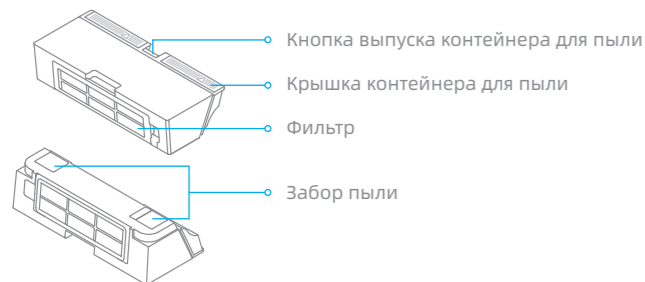 Кнопка выпуска контейнера для пыли
Крышка контейнера для пыли
Фильтр
Забор пыли